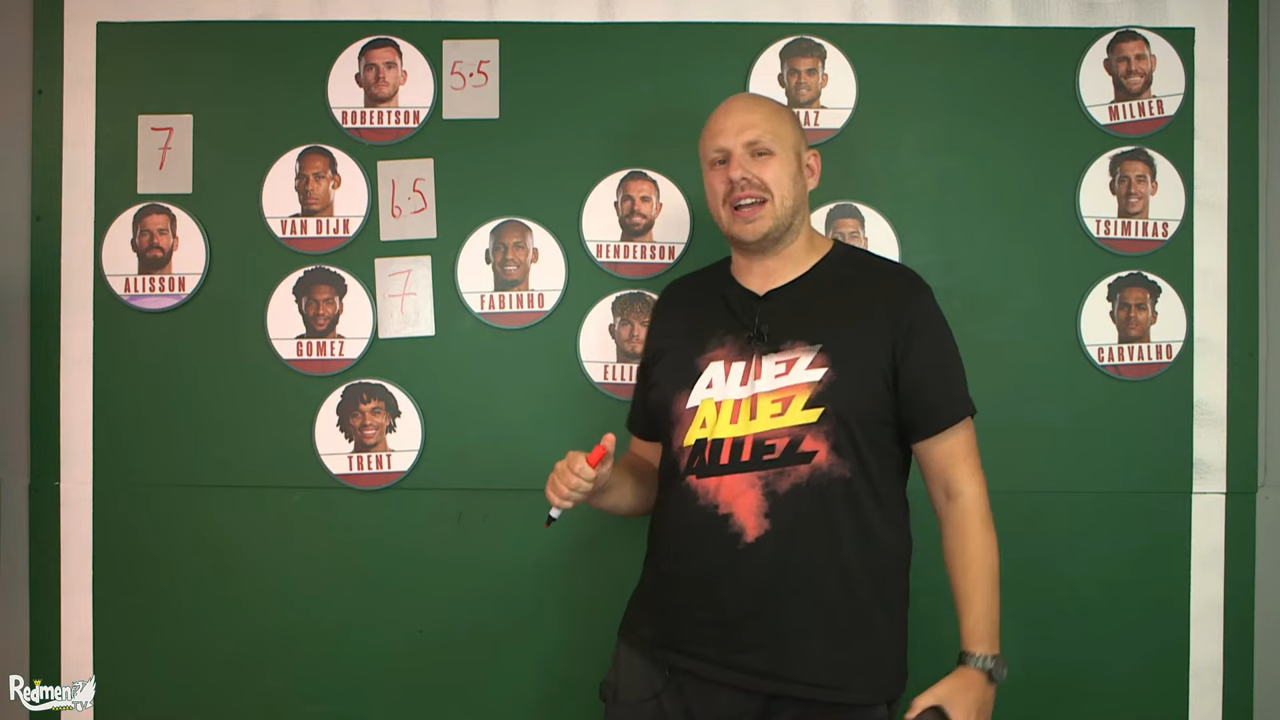 ROBERTSON
5.5
MILNER
7
VAN DIJK
6.5
TSIMIKAS
HENDERSON
ALISSON
7
FABINHO
GOMEZ
CARVALHO
TRENT
ALLEZ
ALLEZ
ALLEZ
Redmen
TV